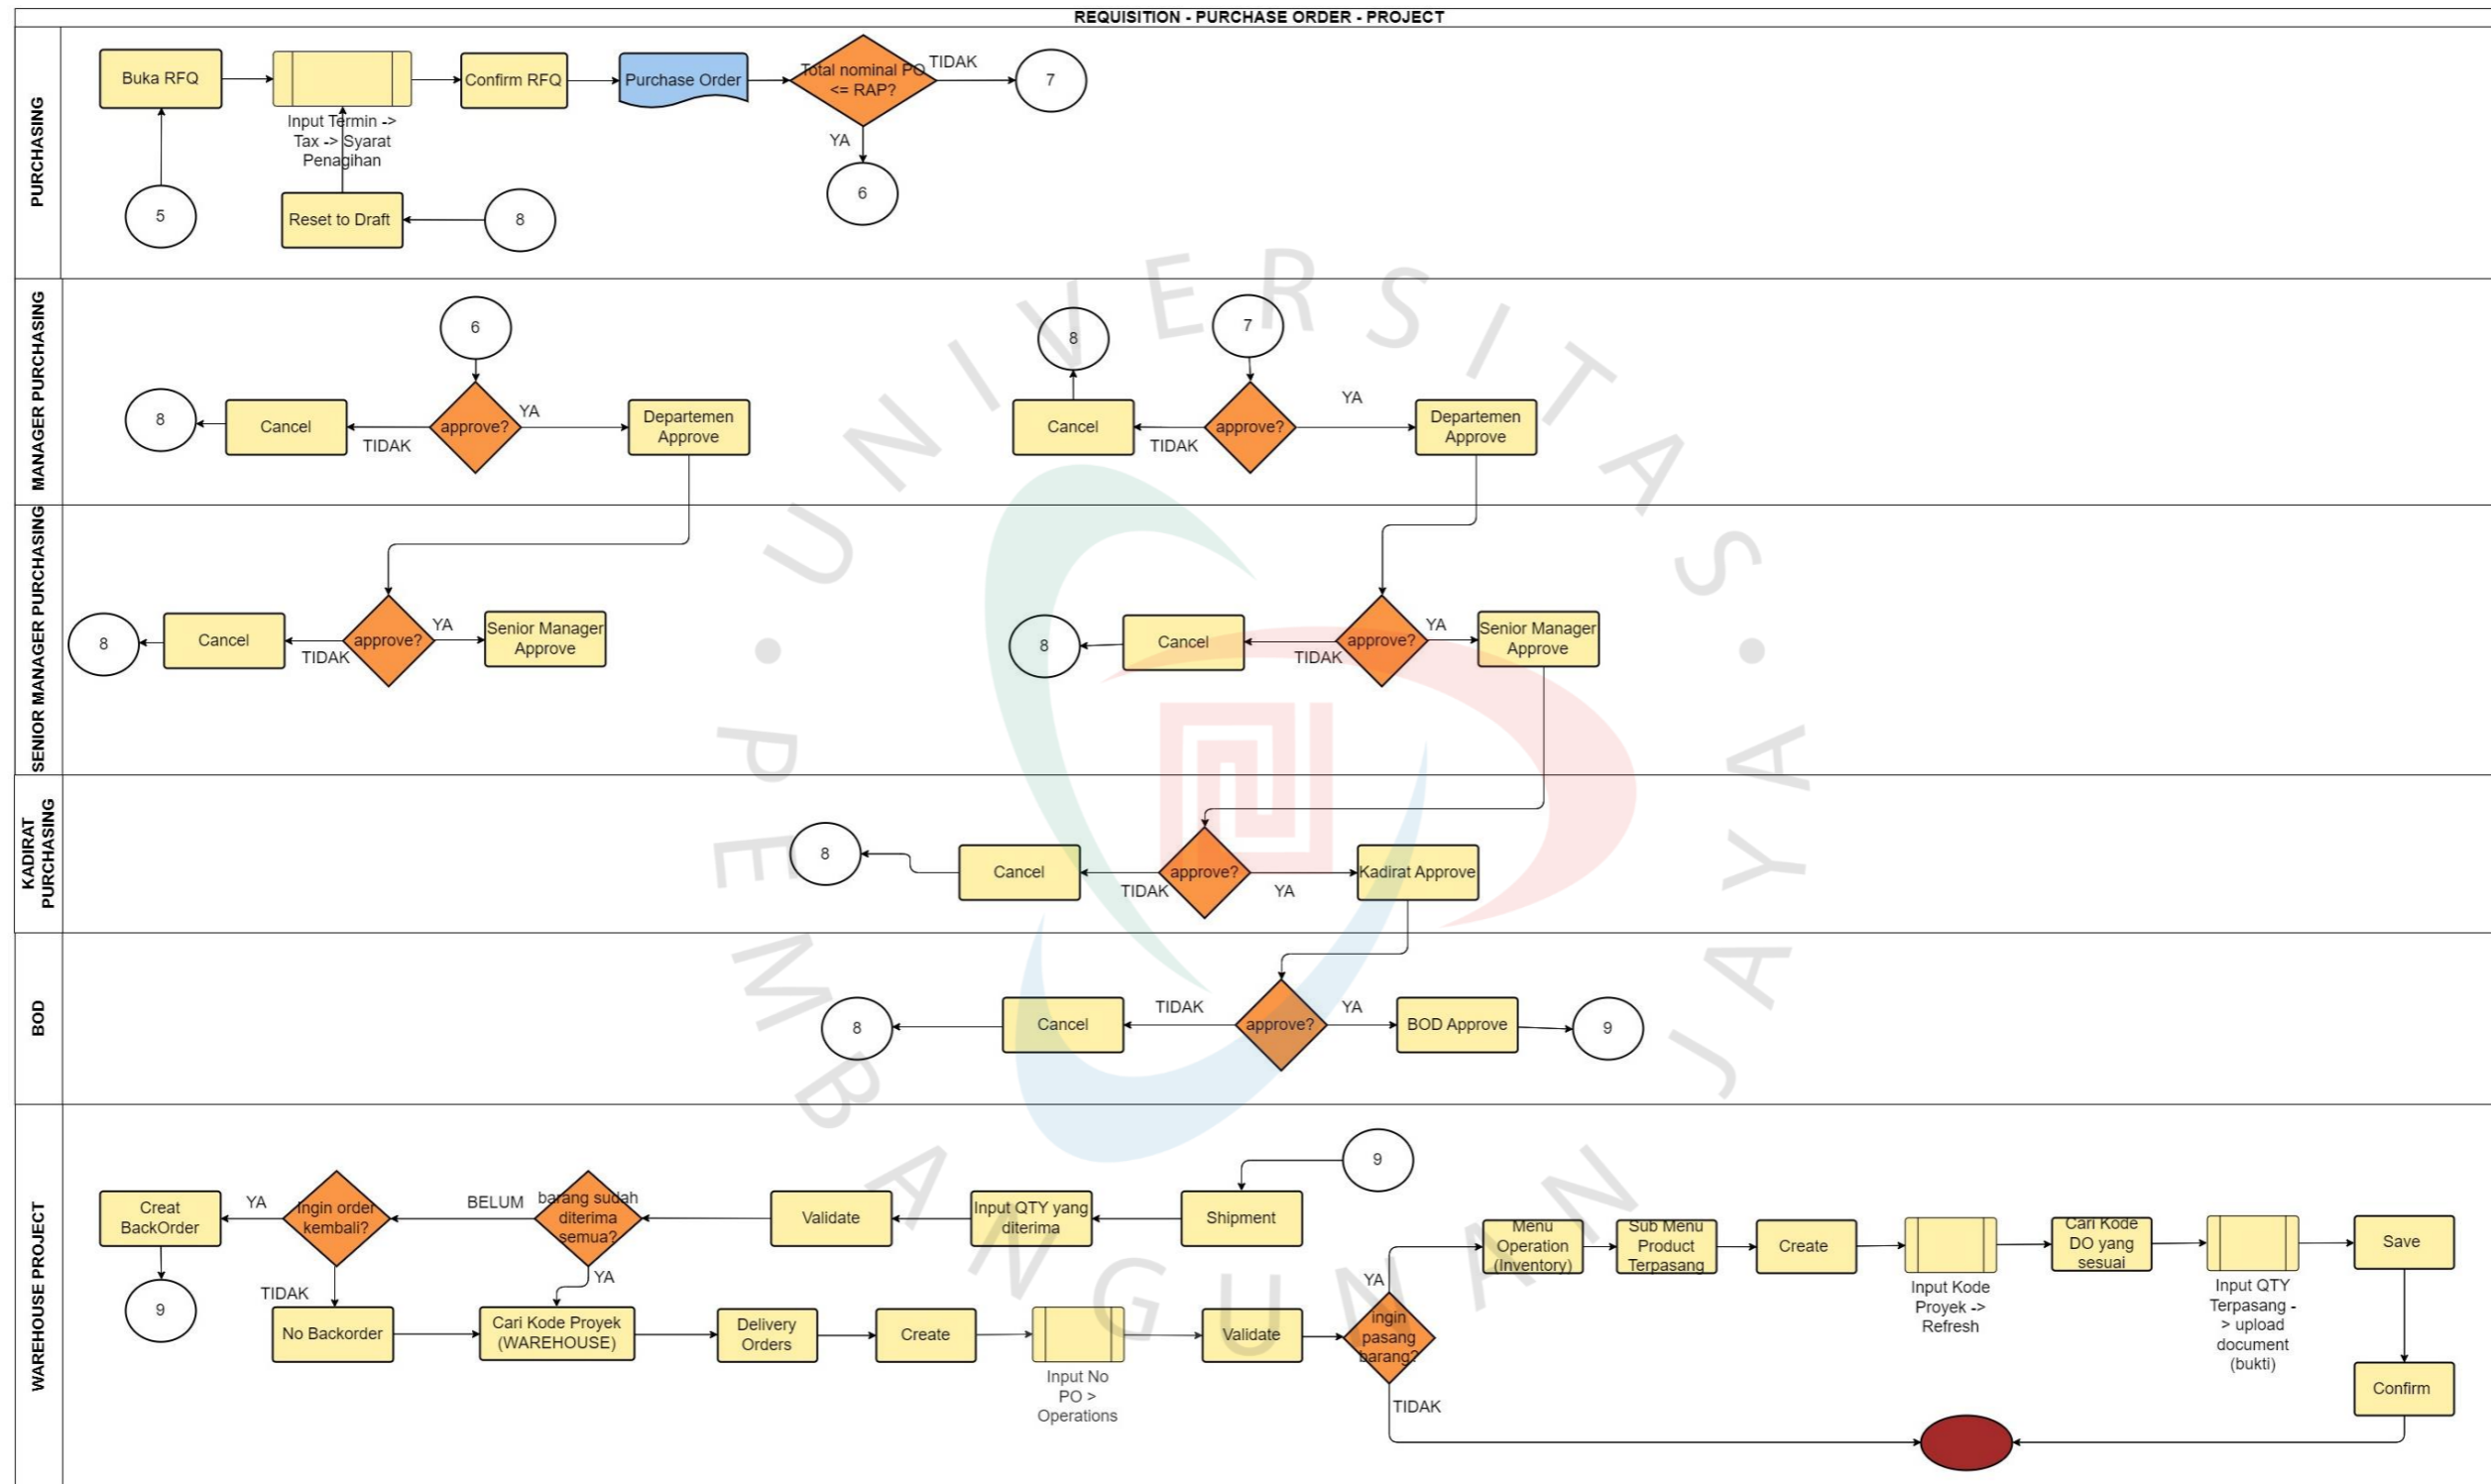 REQUISITION - PURCHASE ORDER - PROJECT
PURCHASING
Buka RFQ
Input Termin ->
Tax -> Syarat
Penagihan
Confirm RFQ
Purchase Order
Total nominal PO
<= RAP?
TIDAK
7
YA
6
5
Reset to Draft
8
MANAGER PURCHASING
6
8
Cancel
TIDAK
approve?
YA
Departemen
Approve
8
7
Cancel
TIDAK
approve?
YA
Departemen
Approve
SENIOR MANAGER PURCHASING
8
Cancel
TIDAK
approve?
YA
Senior Manager
Approve
8
Cancel
TIDAK
approve?
YA
Senior Manager
Approve
KADIRAT
PURCHASING
8
Cancel
TIDAK
approve?
YA
Kadirat Approve
BOD
8
Cancel
TIDAK
approve?
YA
BOD Approve
9
WAREHOUSE PROJECT
9
Shipment
Input QTY yang
diterima
Validate
barang sudah
diterima
semua?
BELUM
YA
Ingin order
kembali?
YA
Creat
BackOrder
9
TIDAK
No Backorder
Cari Kode Proyek
(WAREHOUSE)
Delivery
Orders
Create
Input No
PO >
Operations
Validate
ingin
pasang
barang?
YA
TIDAK
Menu
Operation
(Inventory)
Sub Menu
Product
Terpasang
Create
Input Kode
Proyek ->
Refresh
Cari Kode
DO yang
sesuai
Input QTY
Terpasang -
> upload
document
(bukti)
Save
Confirm
UNIVERSITAS
PEMBANGUNAN JAYA